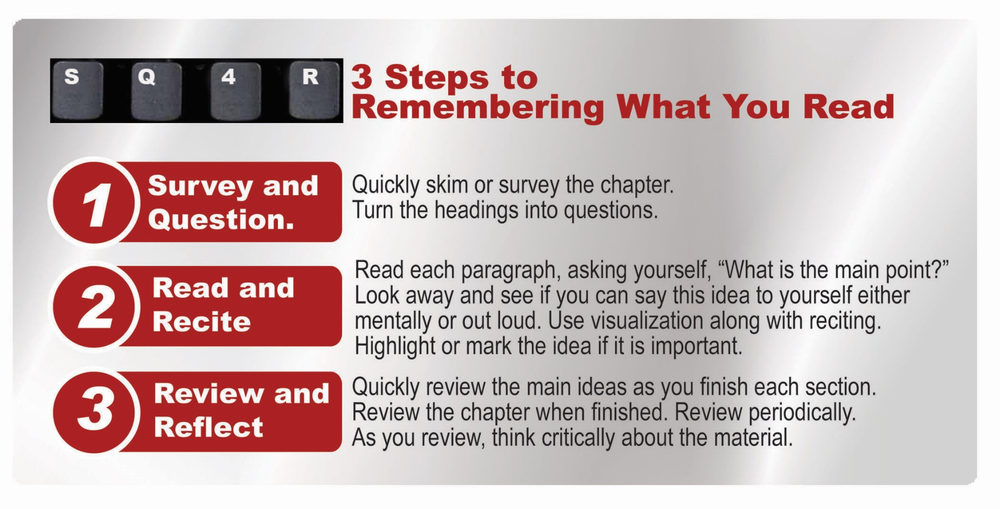 S Q 4 R
3 Steps to
Remembering What You Read
1
Survey and
Question.
Quickly skim or survey the chapter.
Turn the headings into questions.
2
Read and
Recite
Read each paragraph, asking yourself, “What is the main point?”
Look away and see if you can say this idea to yourself either
mentally or out loud. Use visualization along with reciting.
Highlight or mark the idea if it is important.
3
Review and
Reflect
Quickly review the main ideas as you finish each section.
Review the chapter when finished. Review periodically.
As you review, think critically about the material.